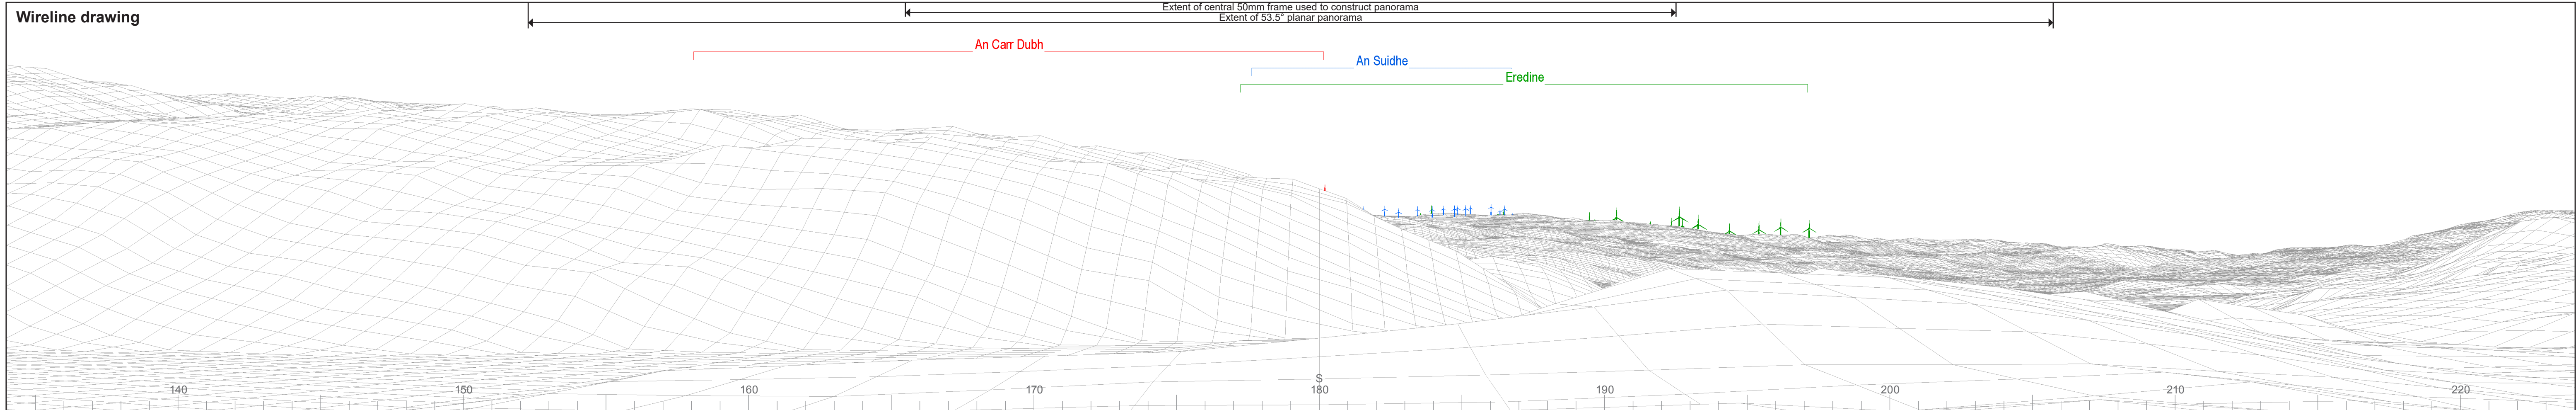 Wireline drawing
Extent of central 50mm frame used to construct panorama
Extent of 53.5° planar panorama
An Carr Dubh
An Suidhe
Eredine
S
140 150 160 170 180 190 200 210 220